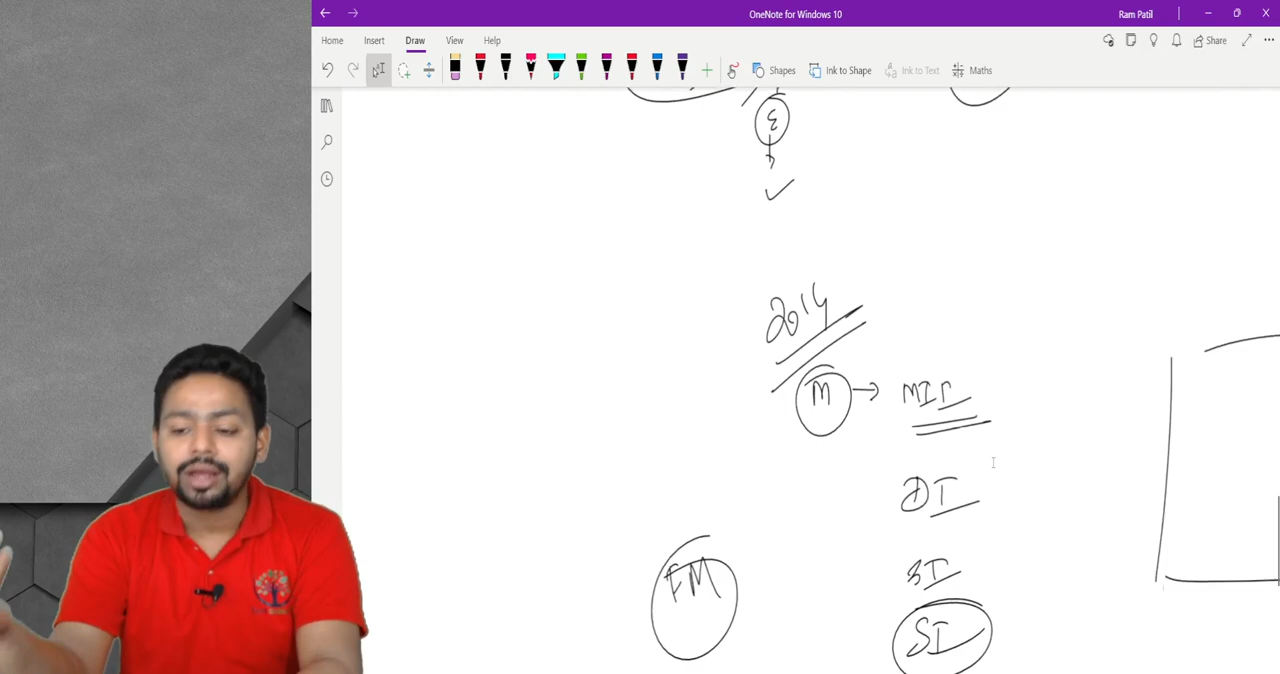 OneNote for Windows 10
Ram Patil
Home Insert Draw View Help
Share
Shapes Ink to Shape Ink to Text Maths
3
2014
M → MIP
DI
3I
FM
SI